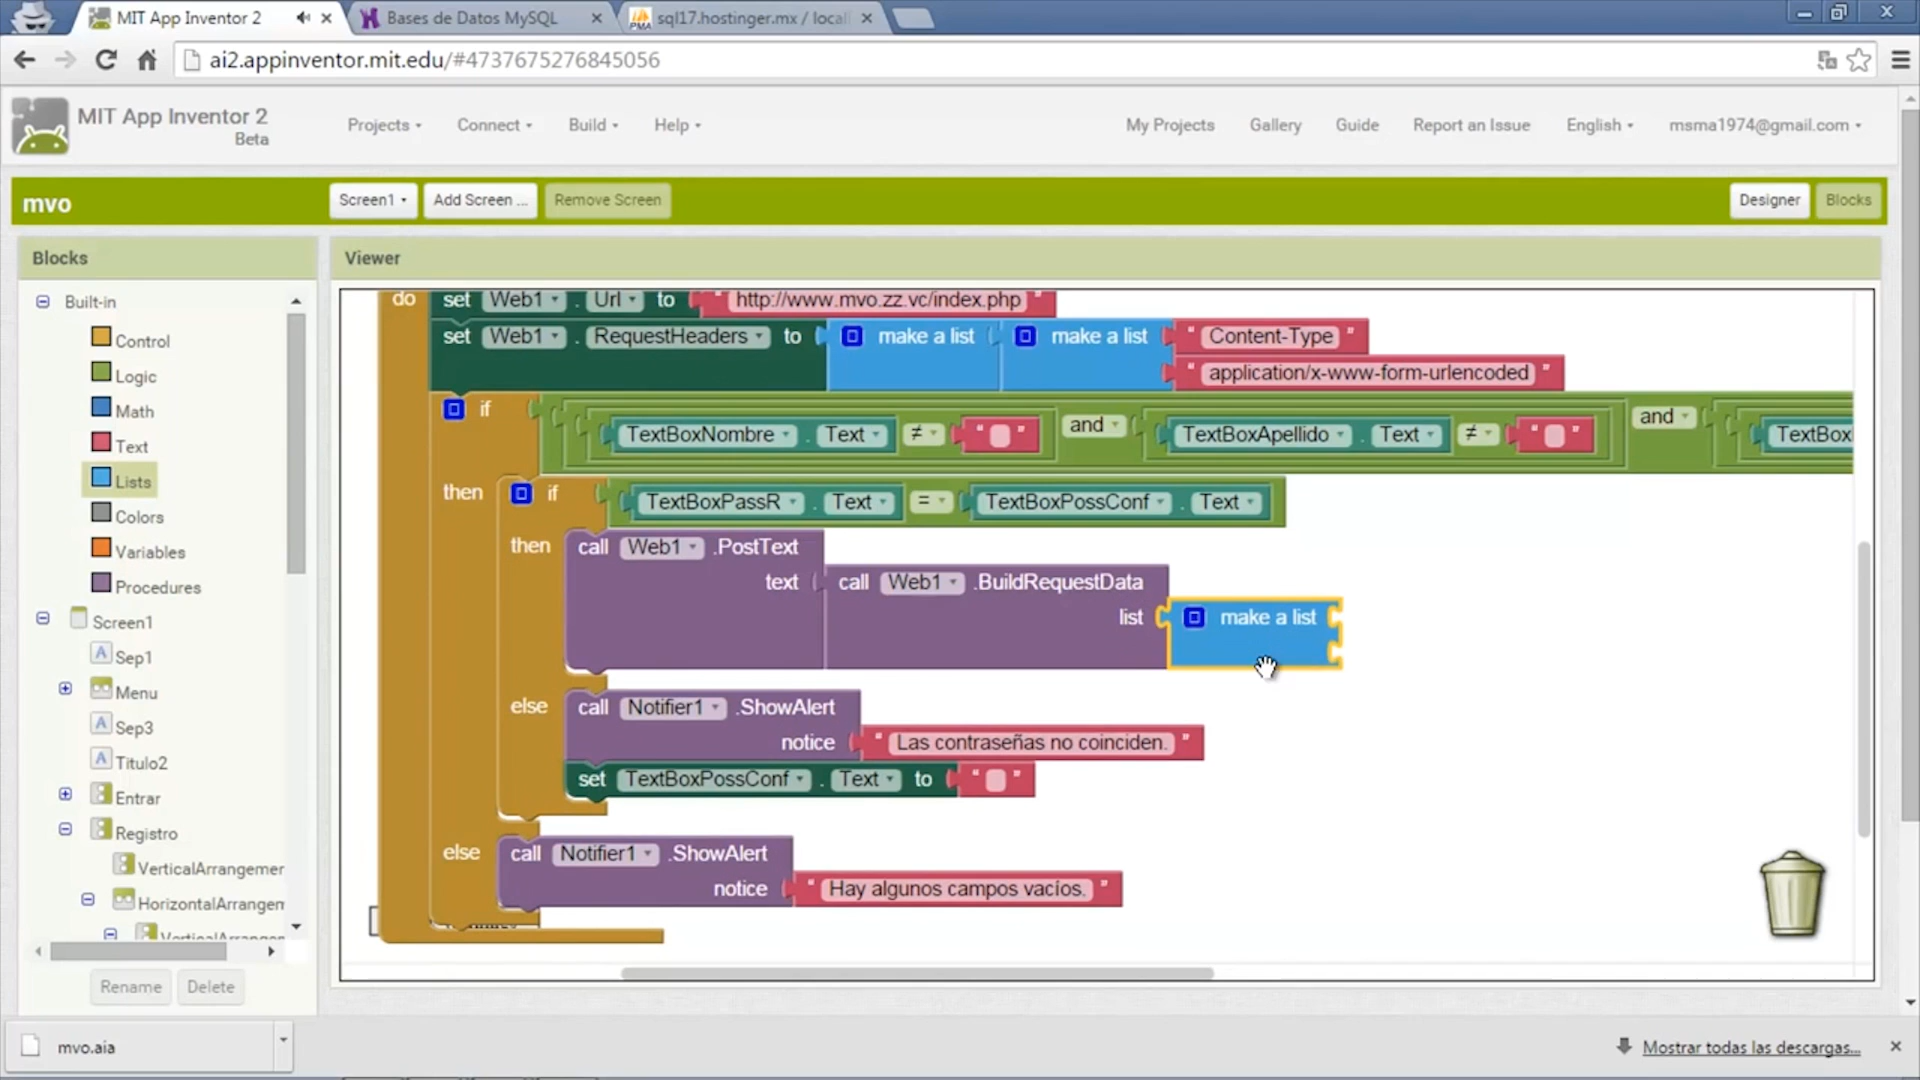 MIT App Inventor 2
Bases de Datos MySQL
sql17.hostinger.mx / local
ai2.appinventor.mit.edu/#4737675276845056
MIT App Inventor 2
Beta
Projects
Connect
Build
Help
My Projects
Gallery
Guide
Report an Issue
English
msma1974@gmail.com
mvo
Screen1
Add Screen ...
Remove Screen
Designer
Blocks
Blocks
Viewer
Built-in
Control
Logic
Math
Text
Lists
Colors
Variables
Procedures
Screen1
Sep1
Menu
Sep3
Titulo2
Entrar
Registro
VerticalArrangemer
HorizontalArrangem
Rename
Delete
do set Web1 . Url to " http://www.mvo.zz.vc/index.php "
set Web1 . RequestHeaders to make a list make a list " Content-Type "
" application/x-www-form-urlencoded "
if TextBoxNombre . Text ≠ " " and TextBoxApellido . Text ≠ " " and TextBox
then if TextBoxPassR . Text = TextBoxPossConf . Text
then call Web1 .PostText
text call Web1 .BuildRequestData
list make a list
else call Notifier1 .ShowAlert
notice " Las contraseñas no coinciden. "
set TextBoxPossConf . Text to " "
else call Notifier1 .ShowAlert
notice " Hay algunos campos vacíos. "
mvo.aia
Mostrar todas las descargas...